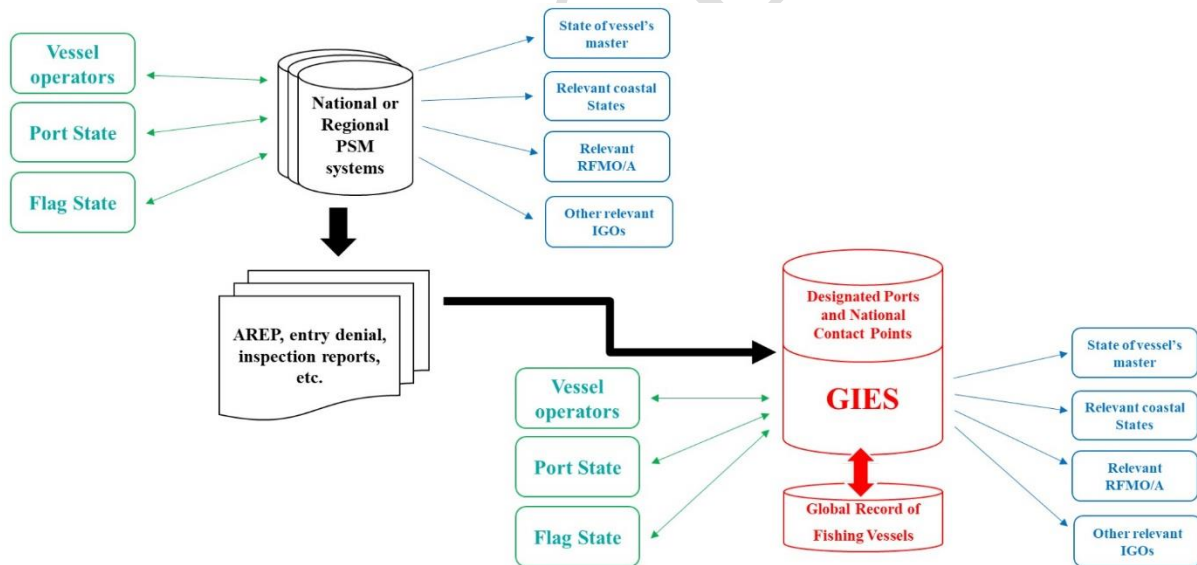 Vessel
operators
Port State
Flag State
National or
Regional
PSM
systems
State of vessel's
master
Relevant coastal
States
Relevant
RFMO/A
Other relevant
IGOs
AREP, entry denial,
inspection reports,
etc.
Designated Ports
and National
Contact Points
GIES
Global Record of
Fishing Vessels
Vessel
operators
Port State
Flag State
State of vessel's
master
Relevant coastal
States
Relevant
RFMO/A
Other relevant
IGOs